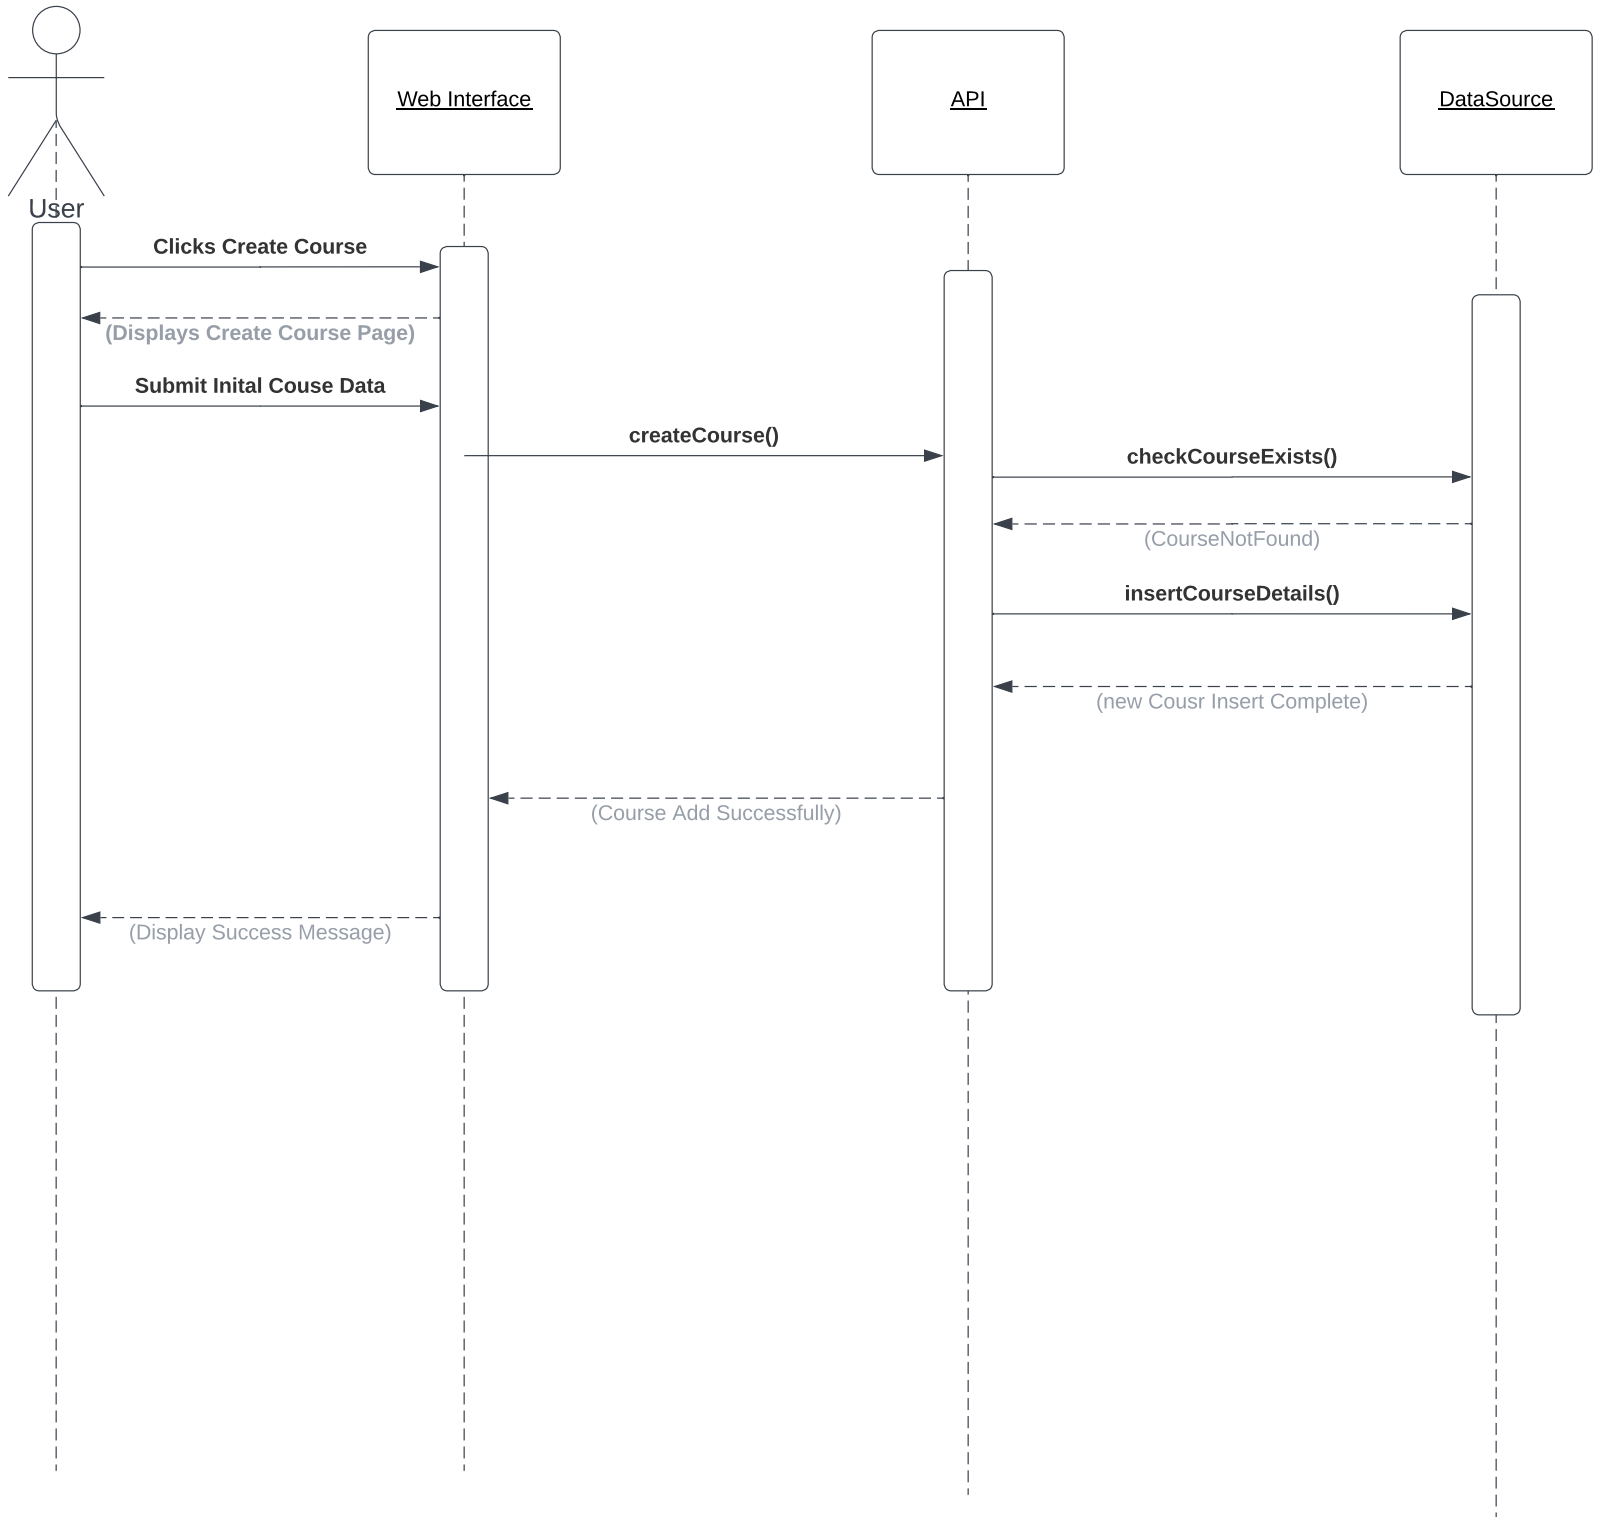 Web Interface
API
DataSource
User
Clicks Create Course
(Displays Create Course Page)
Submit Inital Couse Data
createCourse()
checkCourseExists()
(CourseNotFound)
insertCourseDetails()
(new Cousr Insert Complete)
(Course Add Successfully)
(Display Success Message)